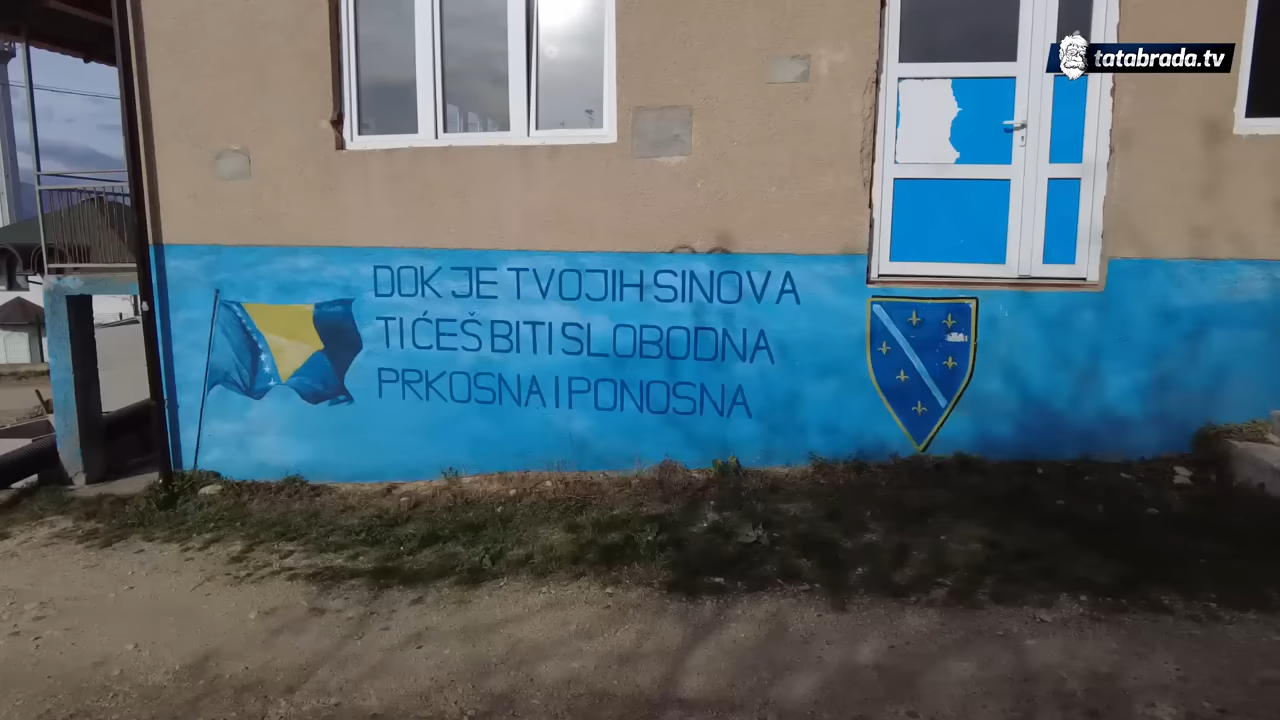 tatabrada.tv
DOK JE TVOJIH SINOVA
TI ĆEŠ BITI SLOBODNA
PRKOSNA I PONOSNA